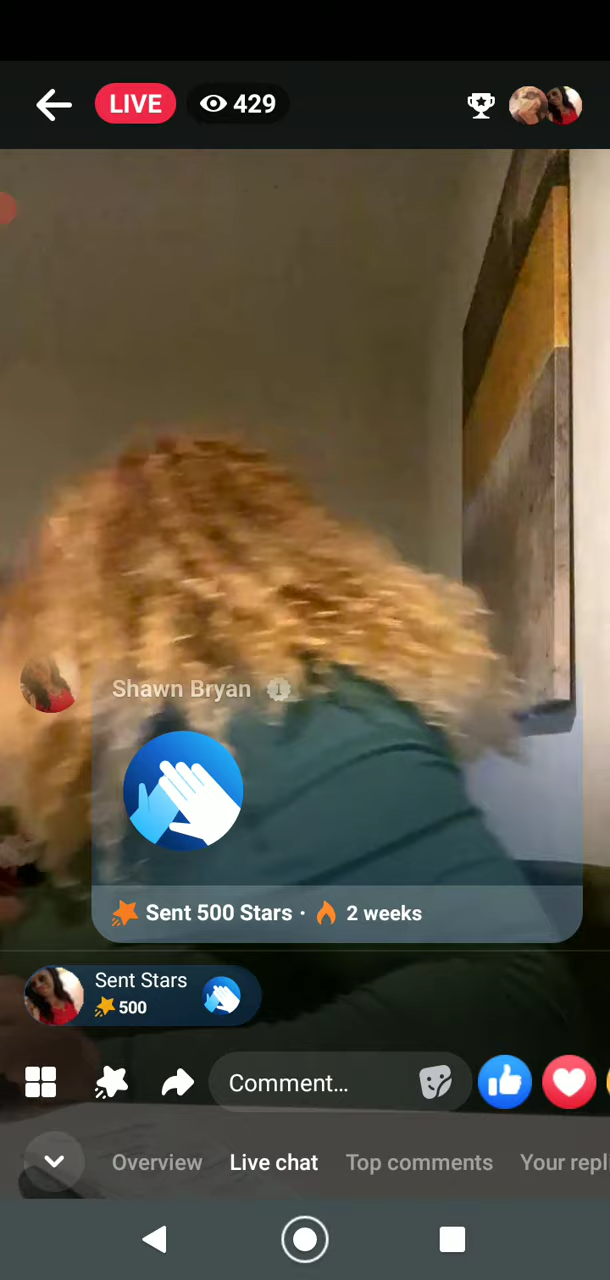 LIVE 429
Shawn Bryan 1
Sent 500 Stars · 2 weeks
Sent Stars
500
Comment...
Overview Live chat Top comments Your repl